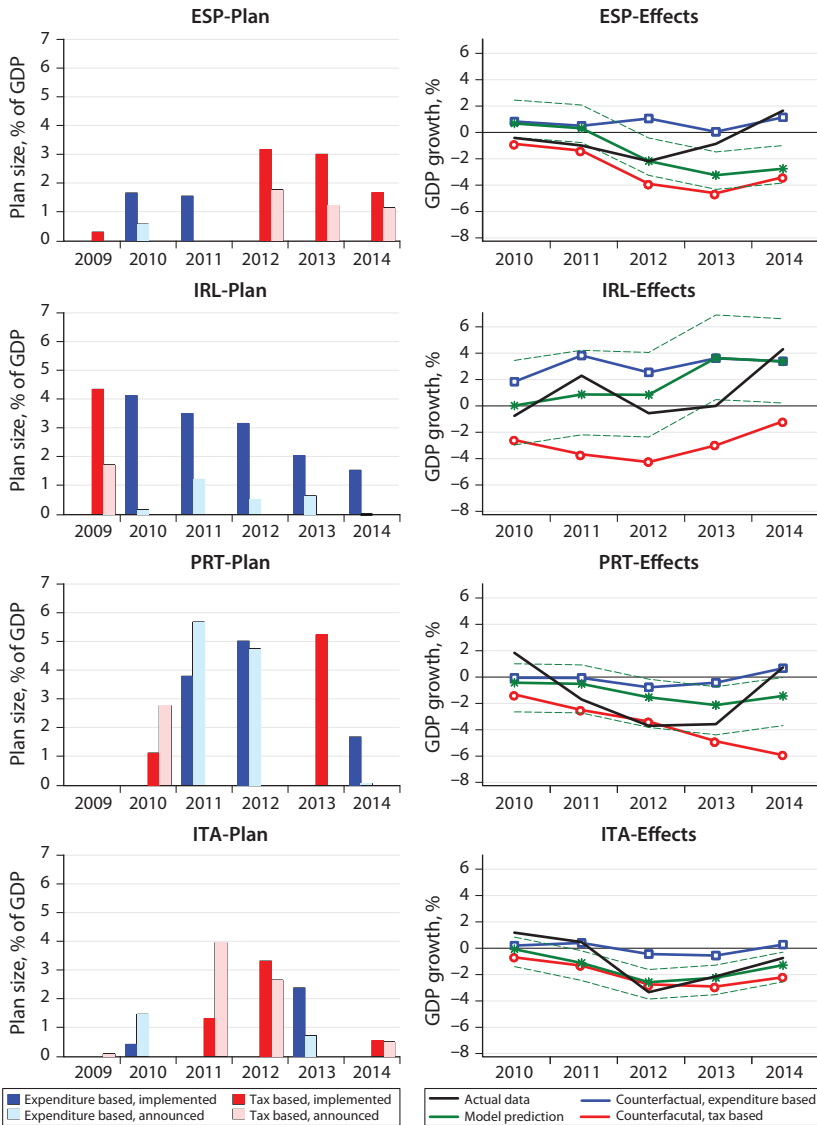 ESP-Plan
Plan size, % of GDP
7
6
5
4
3
2
1
0
2009 2010 2011 2012 2013 2014
ESP-Effects
GDP growth, %
6
4
2
0
−2
−4
−6
−8
2010 2011 2012 2013 2014
IRL-Plan
Plan size, % of GDP
7
6
5
4
3
2
1
0
2009 2010 2011 2012 2013 2014
IRL-Effects
GDP growth, %
6
4
2
0
−2
−4
−6
−8
2010 2011 2012 2013 2014
PRT-Plan
Plan size, % of GDP
7
6
5
4
3
2
1
0
2009 2010 2011 2012 2013 2014
PRT-Effects
GDP growth, %
6
4
2
0
−2
−4
−6
−8
2010 2011 2012 2013 2014
ITA-Plan
Plan size, % of GDP
7
6
5
4
3
2
1
0
2009 2010 2011 2012 2013 2014
ITA-Effects
GDP growth, %
6
4
2
0
−2
−4
−6
−8
2010 2011 2012 2013 2014
Expenditure based, implemented Tax based, implemented
Expenditure based, announced Tax based, announced
Actual data Counterfactual, expenditure based
Model prediction Counterfacutal, tax based